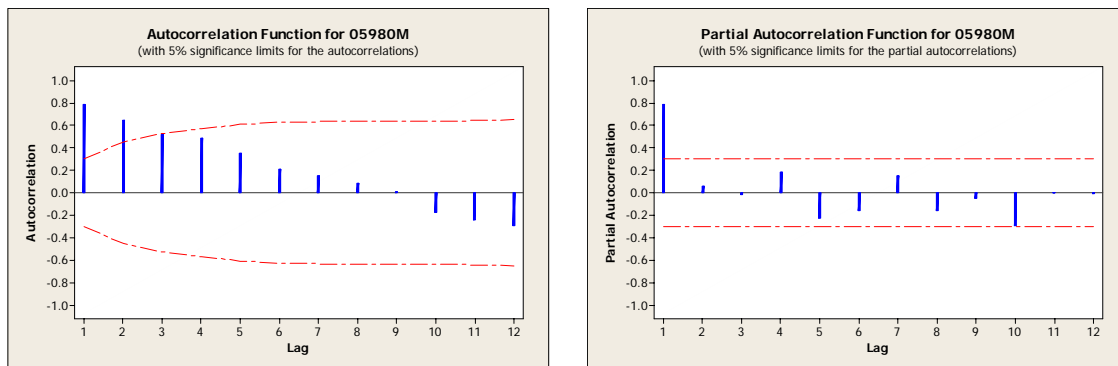 Autocorrelation Function for 05980M
(with 5% significance limits for the autocorrelations)
Autocorrelation
1.0
0.8
0.6
0.4
0.2
0.0
-0.2
-0.4
-0.6
-0.8
-1.0
1 2 3 4 5 6 7 8 9 10 11 12
Lag
Partial Autocorrelation Function for 05980M
(with 5% significance limits for the partial autocorrelations)
Partial Autocorrelation
1.0
0.8
0.6
0.4
0.2
0.0
-0.2
-0.4
-0.6
-0.8
-1.0
1 2 3 4 5 6 7 8 9 10 11 12
Lag